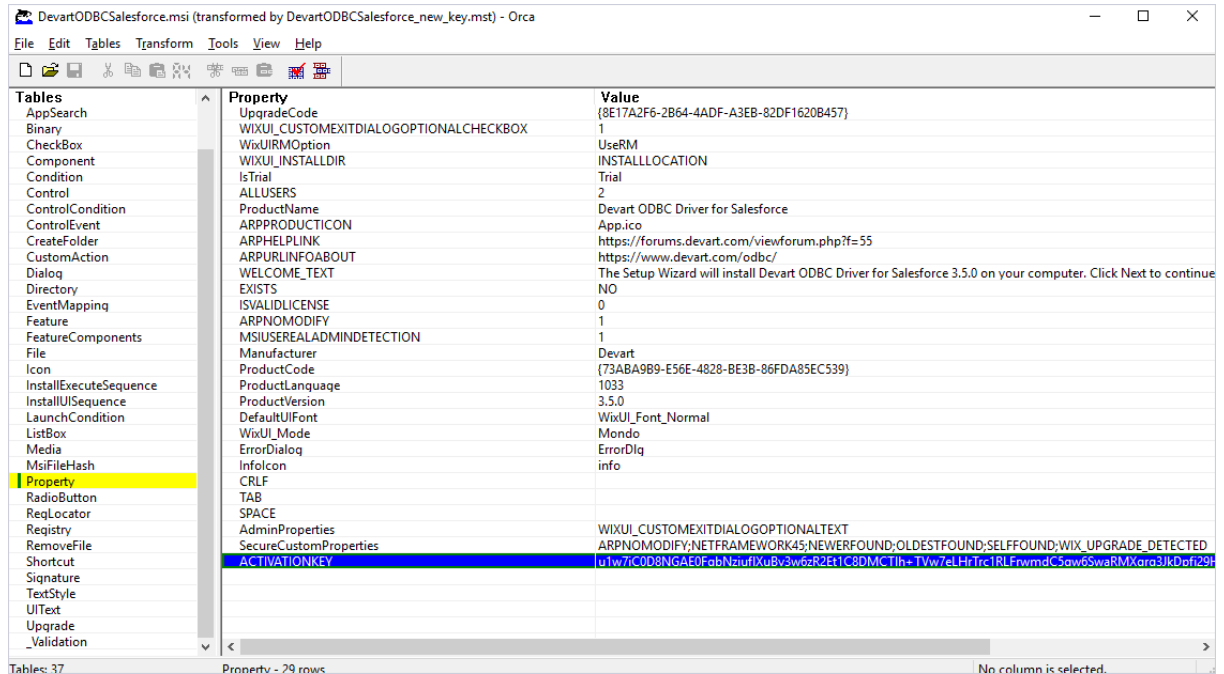 DevartODBCSalesforce.msi (transformed by DevartODBCSalesforce_new_key.mst) - Orca
File Edit Tables Transform Tools View Help
Tables
AppSearch
Binary
CheckBox
Component
Condition
Control
ControlCondition
ControlEvent
CreateFolder
CustomAction
Dialog
Directory
EventMapping
Feature
FeatureComponents
File
Icon
InstallExecuteSequence
InstallUISequence
LaunchCondition
ListBox
Media
MsiFileHash
Property
RadioButton
RegLocator
Registry
RemoveFile
Shortcut
Signature
TextStyle
UIText
Upgrade
_Validation
Property Value
UpgradeCode {8E17A2F6-2B64-4ADF-A3EB-82DF1620B457}
WIXUI_CUSTOMEXITDIALOGOPTIONALCHECKBOX 1
WixUIRMOption UseRM
WIXUI_INSTALLDIR INSTALLLOCATION
IsTrial Trial
ALLUSERS 2
ProductName Devart ODBC Driver for Salesforce
ARPPRODUCTICON App.ico
ARPHELPLINK https://forums.devart.com/viewforum.php?f=55
ARPURLINFOABOUT https://www.devart.com/odbc/
WELCOME_TEXT The Setup Wizard will install Devart ODBC Driver for Salesforce 3.5.0 on your computer. Click Next to continue
EXISTS NO
ISVALIDLICENSE 0
ARPNOMODIFY 1
MSIUSEREALADMINDETECTION 1
Manufacturer Devart
ProductCode {73ABA9B9-E56E-4828-BE3B-86FDA85EC539}
ProductLanguage 1033
ProductVersion 3.5.0
DefaultUIFont WixUI_Font_Normal
WixUI_Mode Mondo
ErrorDialog ErrorDlg
InfoIcon info
CRLF
TAB
SPACE
AdminProperties WIXUI_CUSTOMEXITDIALOGOPTIONALTEXT
SecureCustomProperties ARPNOMODIFY;NETFRAMEWORK45;NEWERFOUND;OLDESTFOUND;SELFFOUND;WIX_UPGRADE_DETECTED
ACTIVATIONKEY
Tables: 37 Property - 29 rows No column is selected.